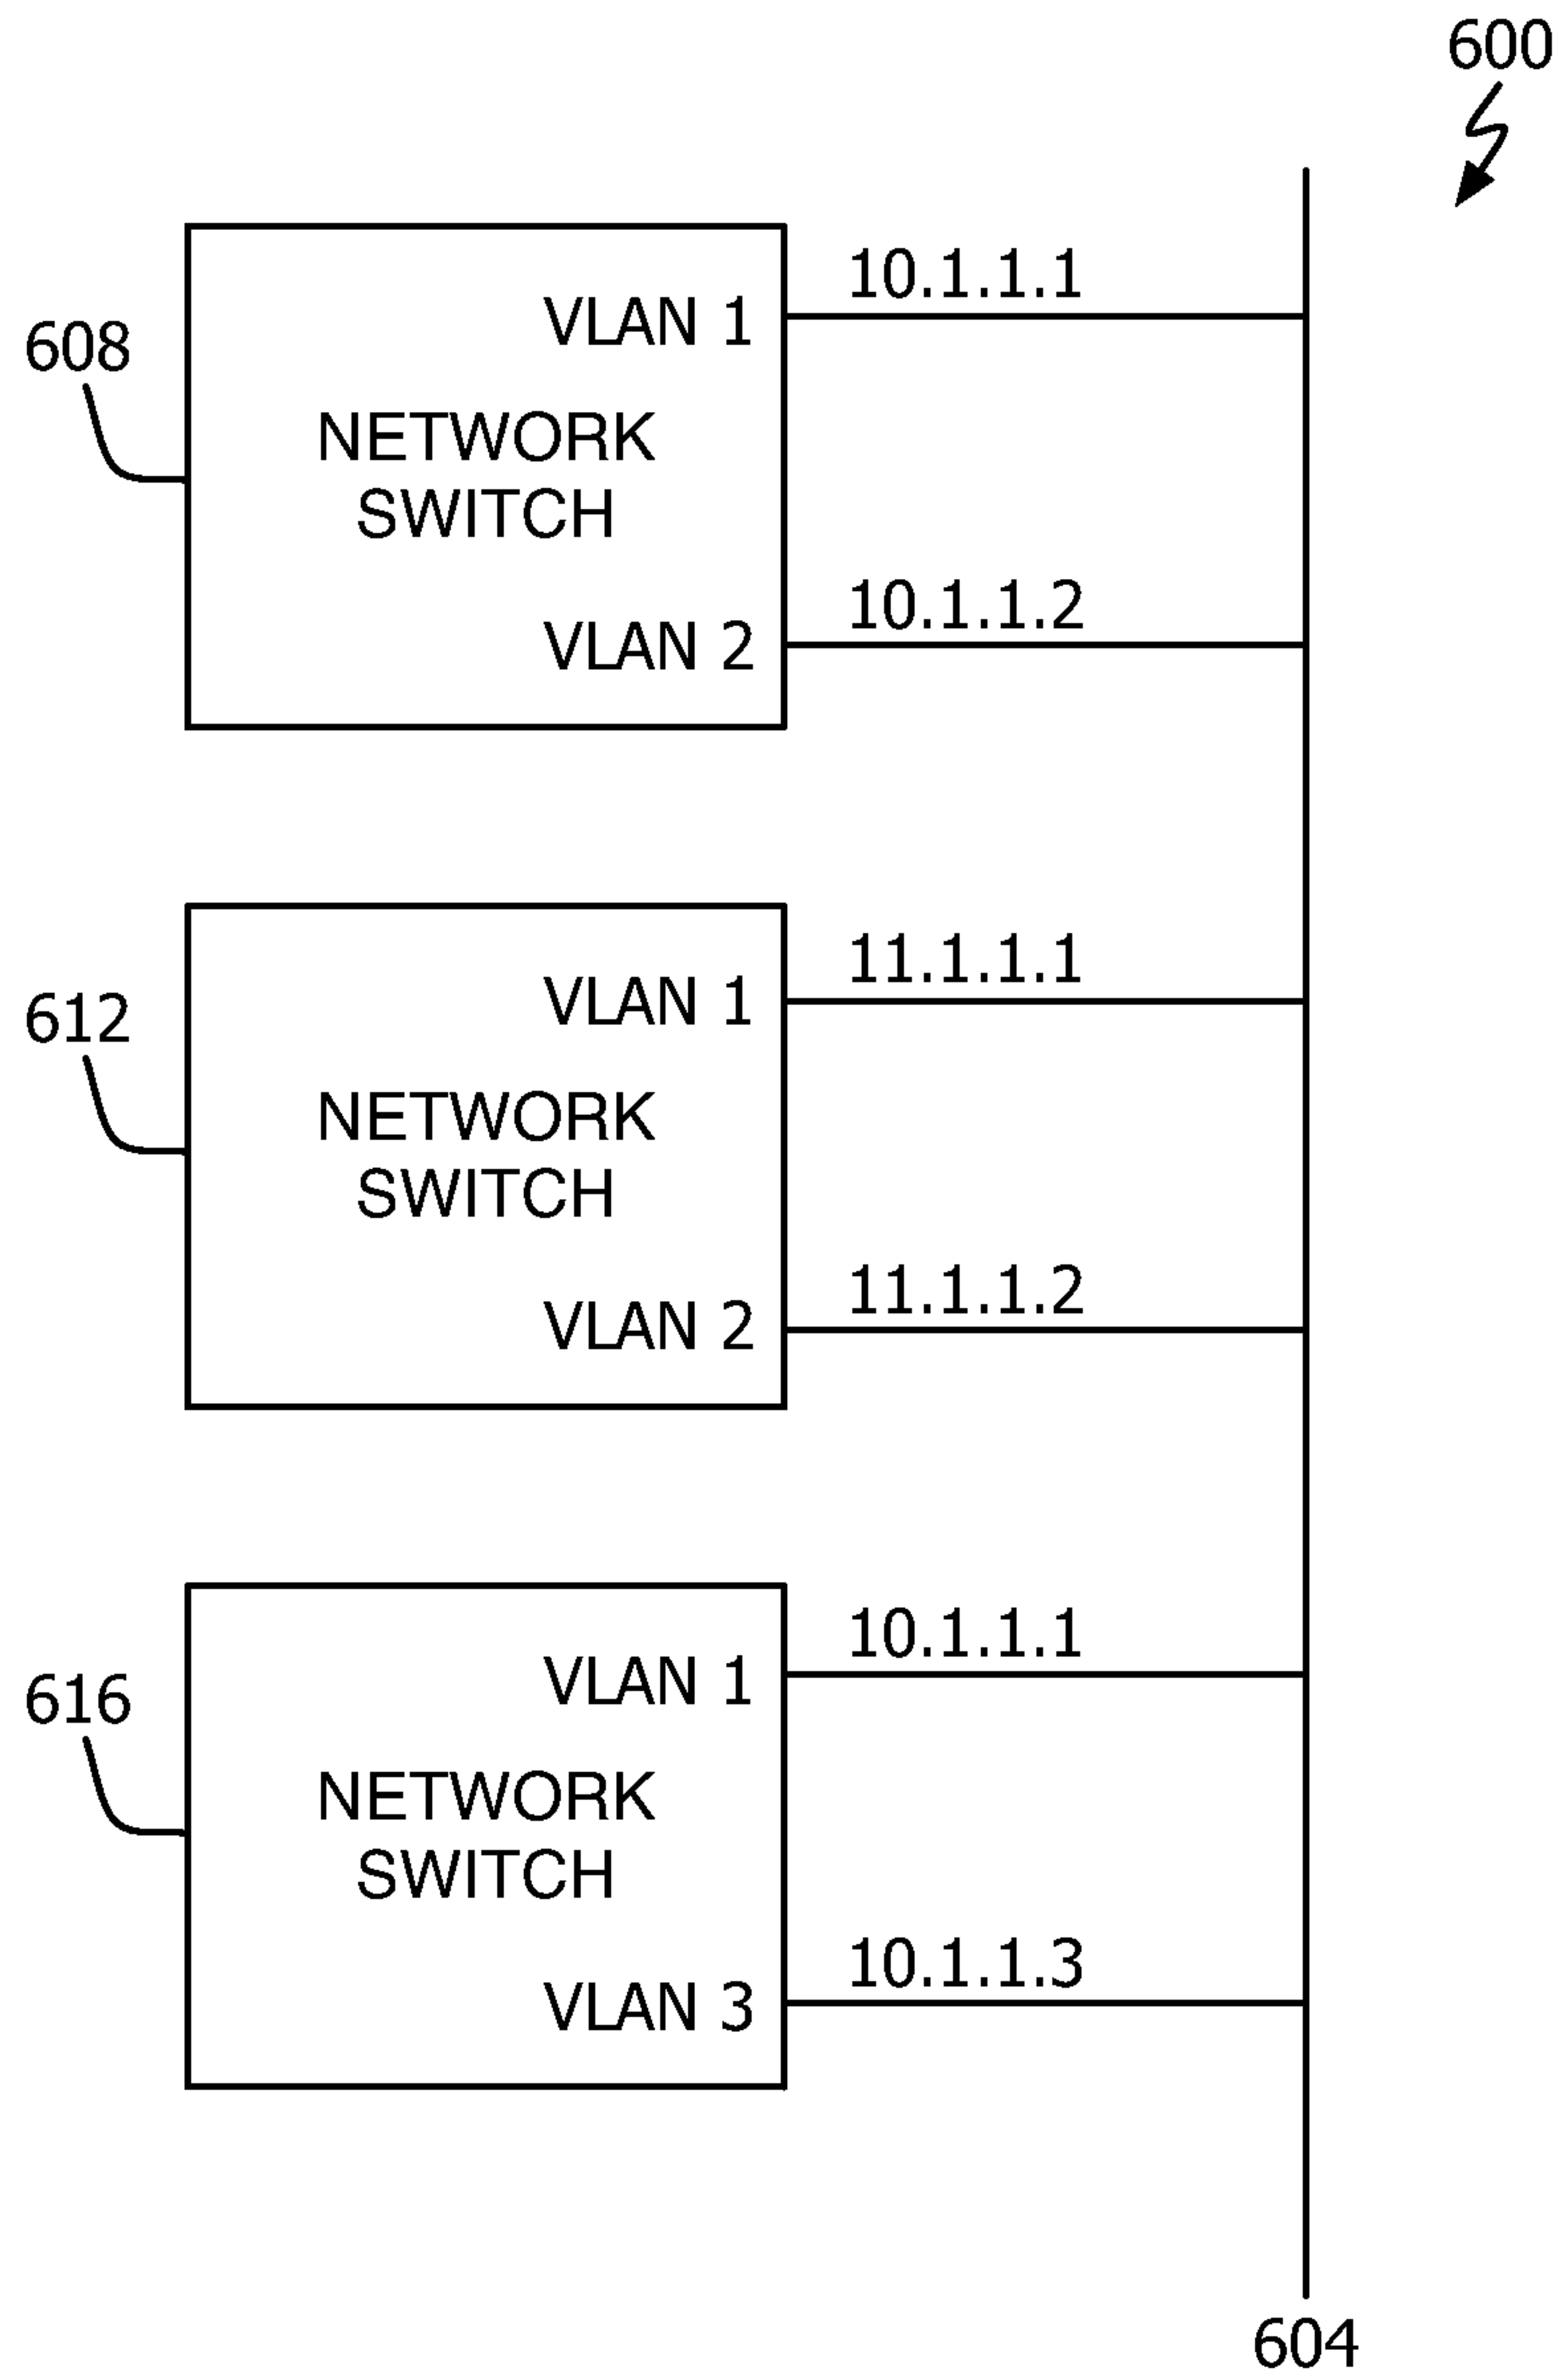 600
10.1.1.1
VLAN 1
608
NETWORK
SWITCH
10.1.1.2
VLAN 2
11.1.1.1
VLAN 1
612
NETWORK
SWITCH
11.1.1.2
VLAN 2
10.1.1.1
VLAN 1
616
NETWORK
SWITCH
10.1.1.3
VLAN 3
604